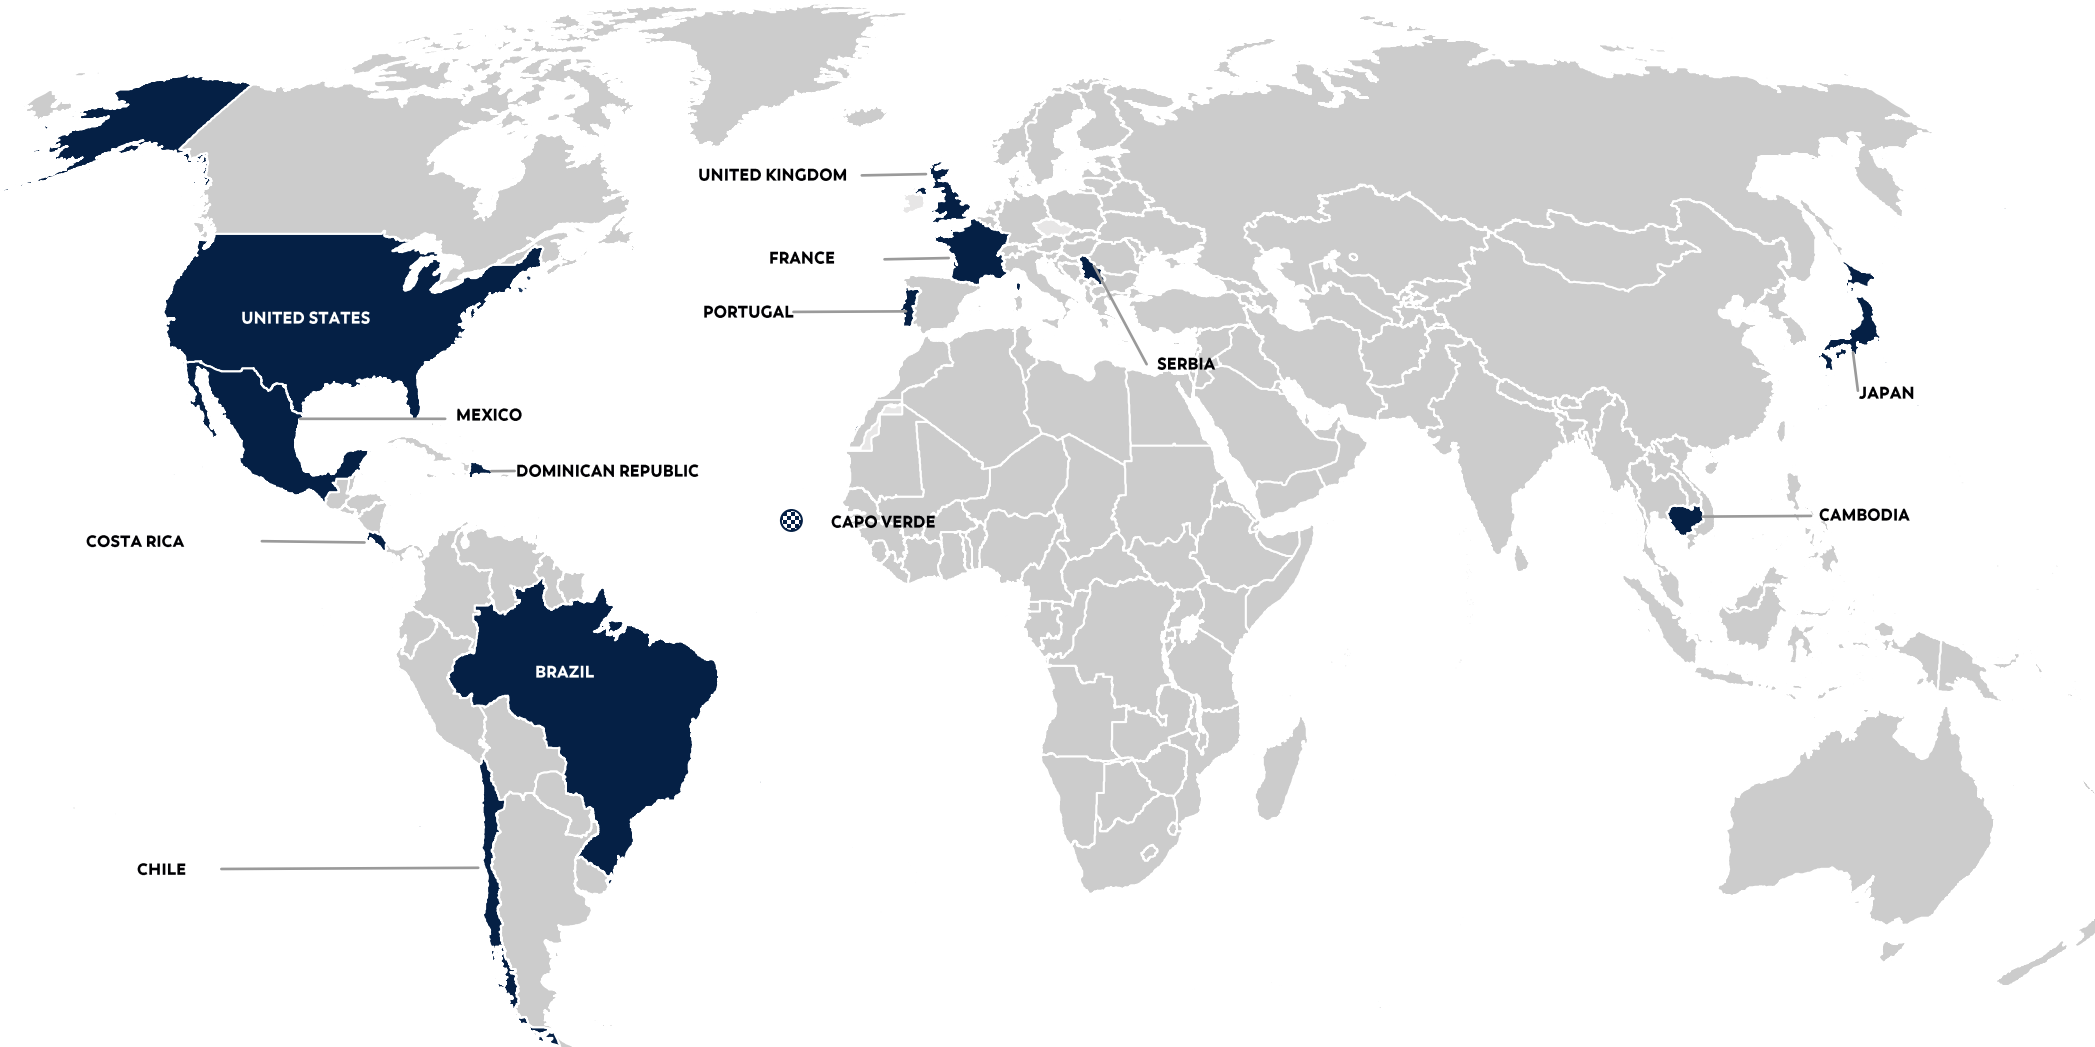 UNITED KINGDOM
FRANCE
PORTUGAL
UNITED STATES
SERBIA
JAPAN
MEXICO
DOMINICAN REPUBLIC
CAMBODIA
CAPO VERDE
COSTA RICA
BRAZIL
CHILE